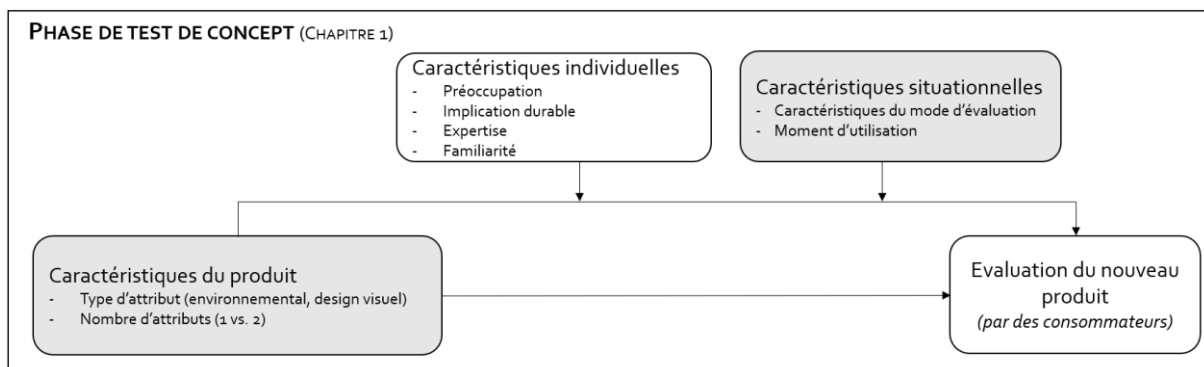 PHASE DE TEST DE CONCEPT (CHAPITRE 1)
Caractéristiques individuelles
- Préoccupation
- Implication durable
- Expertise
- Familiarité
Caractéristiques situationnelles
- Caractéristiques du mode d'évaluation
- Moment d'utilisation
Caractéristiques du produit
- Type d'attribut (environnemental, design visuel)
- Nombre d'attributs (1 vs. 2)
Evaluation du nouveau
produit
(par des consommateurs)